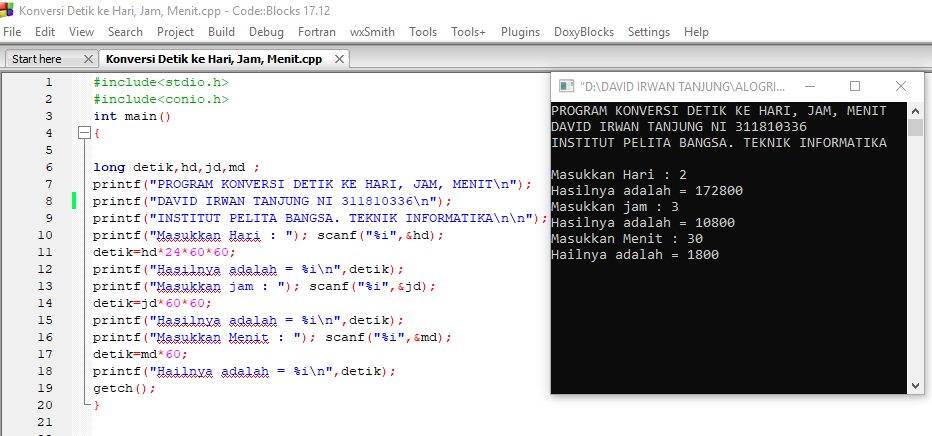 Konversi Detik ke Hari, Jam, Menit.cpp - Code::Blocks 17.12
File Edit View Search Project Build Debug Fortran wxSmith Tools Tools+ Plugins DoxyBlocks Settings Help
Start here
Konversi Detik ke Hari, Jam, Menit.cpp
1 #include<stdio.h>
2 #include<conio.h>
3 int main()
4 {
5
6 long detik,hd,jd,md ;
7 printf("PROGRAM KONVERSI DETIK KE HARI, JAM, MENIT\n");
8 printf("DAVID IRWAN TANJUNG NI 311810336\n");
9 printf("INSTITUT PELITA BANGSA. TEKNIK INFORMATIKA\n\n");
10 printf("Masukkan Hari : "); scanf("%i",&hd);
11 detik=hd*24*60*60;
12 printf("Hasilnya adalah = %i\n",detik);
13 printf("Masukkan jam : "); scanf("%i",&jd);
14 detik=jd*60*60;
15 printf("Hasilnya adalah = %i\n",detik);
16 printf("Masukkan Menit : "); scanf("%i",&md);
17 detik=md*60;
18 printf("Hailnya adalah = %i\n",detik);
19 getch();
20 }
21
"D:\DAVID IRWAN TANJUNG\ALOGRI...
PROGRAM KONVERSI DETIK KE HARI, JAM, MENIT
DAVID IRWAN TANJUNG NI 311810336
INSTITUT PELITA BANGSA. TEKNIK INFORMATIKA
Masukkan Hari : 2
Hasilnya adalah = 172800
Masukkan jam : 3
Hasilnya adalah = 10800
Masukkan Menit : 30
Hailnya adalah = 1800